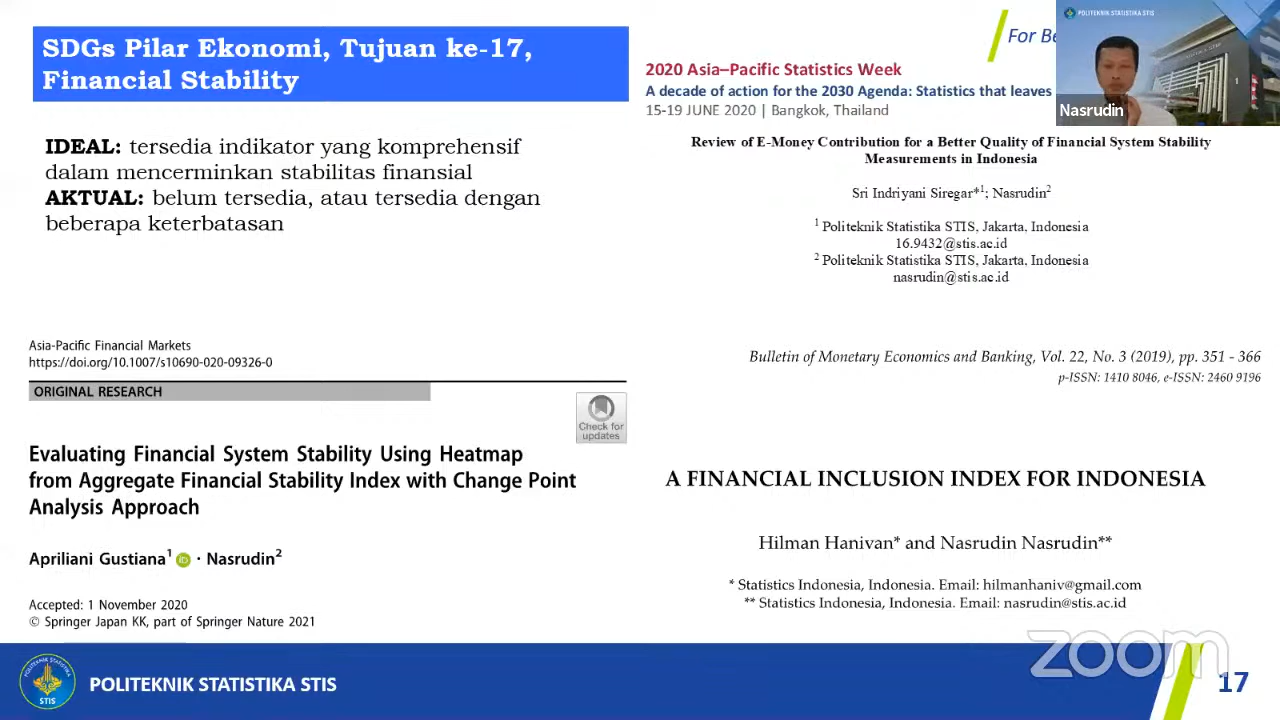 SDGs Pilar Ekonomi, Tujuan ke-17,
Financial Stability
IDEAL: tersedia indikator yang komprehensif
dalam mencerminkan stabilitas finansial
AKTUAL: belum tersedia, atau tersedia dengan
beberapa keterbatasan
Asia-Pacific Financial Markets
https://doi.org/10.1007/s10690-020-09326-0
ORIGINAL RESEARCH
Check for
updates
Evaluating Financial System Stability Using Heatmap
from Aggregate Financial Stability Index with Change Point
Analysis Approach
Apriliani Gustiana1 iD · Nasrudin2
Accepted: 1 November 2020
© Springer Japan KK, part of Springer Nature 2021
For Be
POLITEKNIK STATISTIKA STIS
Nasrudin
2020 Asia–Pacific Statistics Week
A decade of action for the 2030 Agenda: Statistics that leaves
15-19 JUNE 2020 | Bangkok, Thailand
Review of E-Money Contribution for a Better Quality of Financial System Stability
Measurements in Indonesia
Sri Indriyani Siregar*1; Nasrudin2
1 Politeknik Statistika STIS, Jakarta, Indonesia
16.9432@stis.ac.id
2 Politeknik Statistika STIS, Jakarta, Indonesia
nasrudin@stis.ac.id
Bulletin of Monetary Economics and Banking, Vol. 22, No. 3 (2019), pp. 351 - 366
p-ISSN: 1410 8046, e-ISSN: 2460 9196
A FINANCIAL INCLUSION INDEX FOR INDONESIA
Hilman Hanivan* and Nasrudin Nasrudin**
* Statistics Indonesia, Indonesia. Email: hilmanhaniv@gmail.com
** Statistics Indonesia, Indonesia. Email: nasrudin@stis.ac.id
zoom
STIS
POLITEKNIK STATISTIKA STIS
17